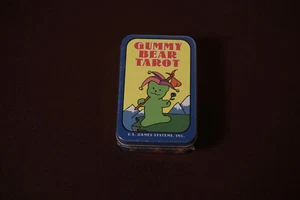 GUMMY
BEAR
TAROT
U.S. GAMES SYSTEMS, INC.